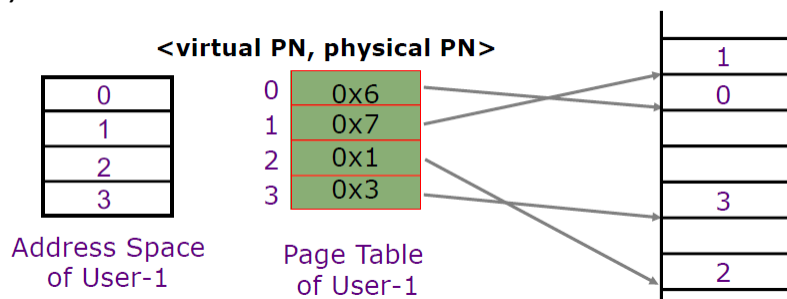 <virtual PN, physical PN>
0
1
2
3
Address Space
of User-1
0 0x6
1 0x7
2 0x1
3 0x3
Page Table
of User-1
1
0
3
2